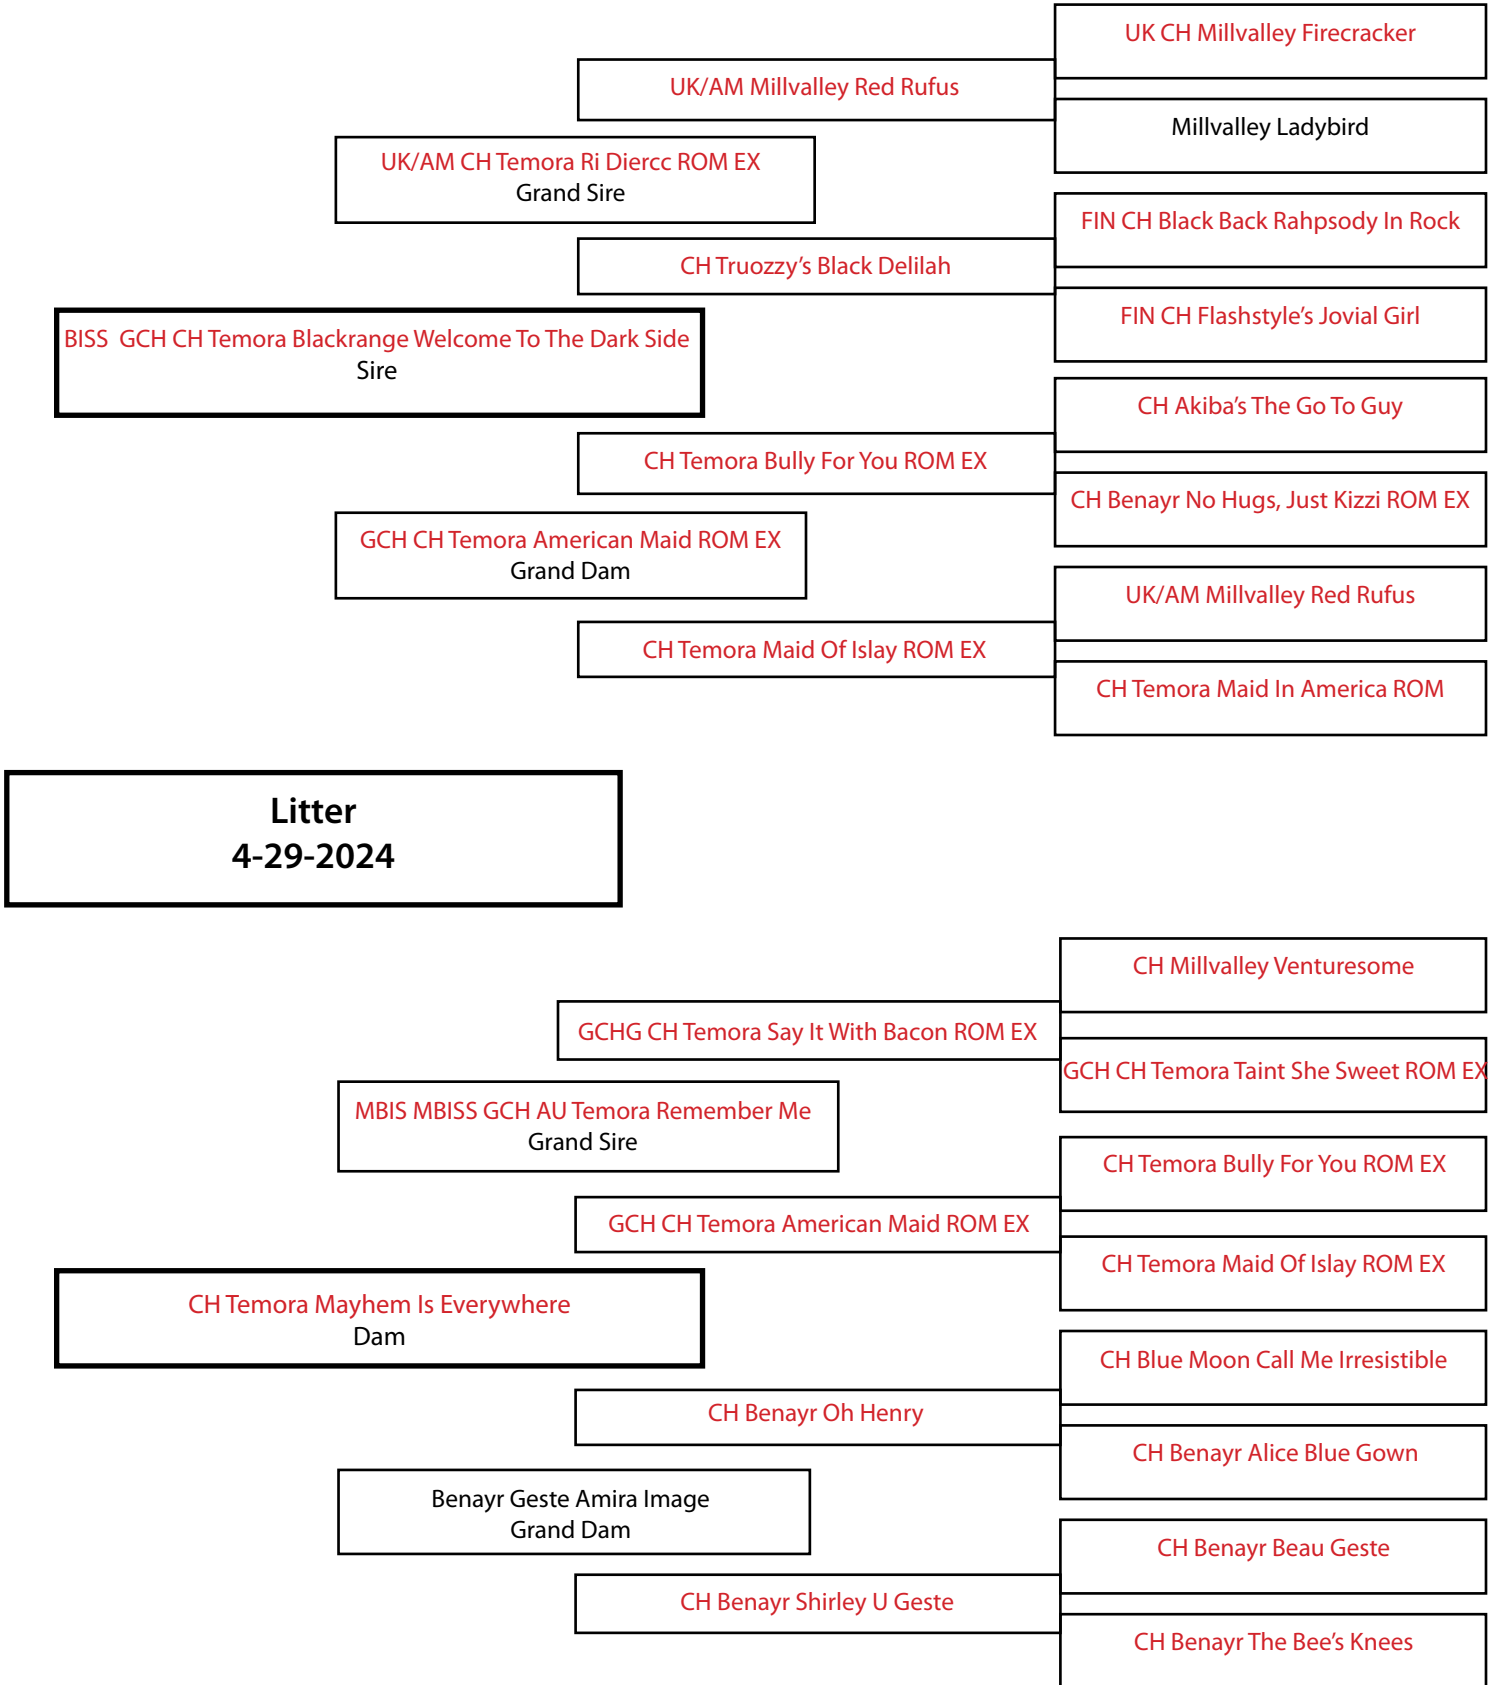 UK CH Millvalley Firecracker
UK/AM Millvalley Red Rufus
Millvalley Ladybird
UK/AM CH Temora Ri Diercc ROM EX
Grand Sire
FIN CH Black Back Rahpsody In Rock
CH Truozzy's Black Delilah
FIN CH Flashstyle's Jovial Girl
BISS GCH CH Temora Blackrange Welcome To The Dark Side
Sire
CH Akiba's The Go To Guy
CH Temora Bully For You ROM EX
CH Benayr No Hugs, Just Kizzi ROM EX
GCH CH Temora American Maid ROM EX
Grand Dam
UK/AM Millvalley Red Rufus
CH Temora Maid Of Islay ROM EX
CH Temora Maid In America ROM
Litter
4-29-2024
CH Millvalley Venturesome
GCHG CH Temora Say It With Bacon ROM EX
GCH CH Temora Taint She Sweet ROM EX
MBIS MBISS GCH AU Temora Remember Me
Grand Sire
CH Temora Bully For You ROM EX
GCH CH Temora American Maid ROM EX
CH Temora Maid Of Islay ROM EX
CH Temora Mayhem Is Everywhere
Dam
CH Blue Moon Call Me Irresistible
CH Benayr Oh Henry
CH Benayr Alice Blue Gown
Benayr Geste Amira Image
Grand Dam
CH Benayr Beau Geste
CH Benayr Shirley U Geste
CH Benayr The Bee's Knees